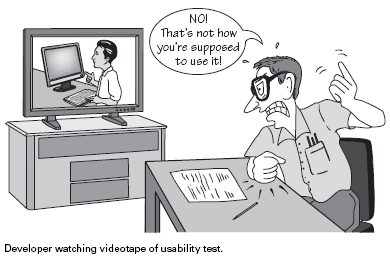 NO!
That's not how
you're supposed
to use it!
Developer watching videotape of usability test.